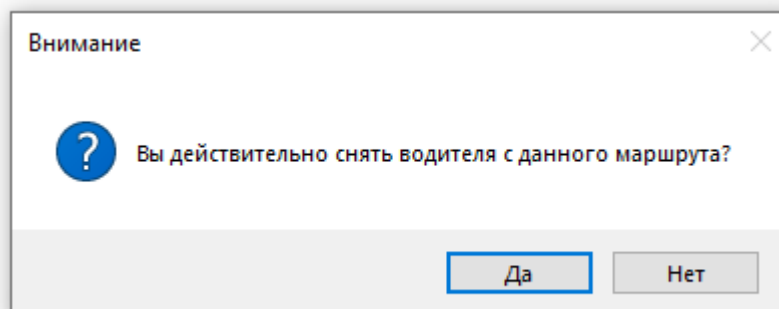 Внимание
Вы действительно снять водителя с данного маршрута?
Да
Нет